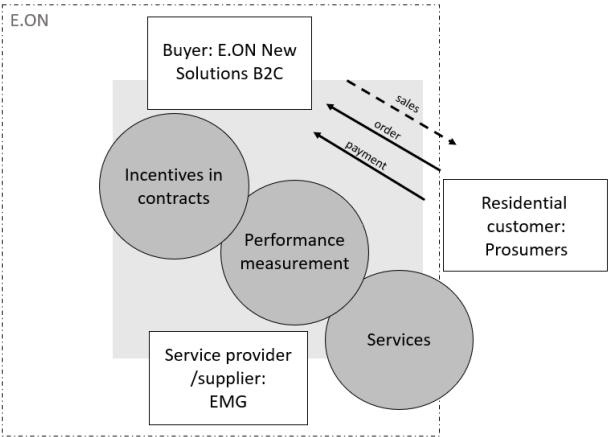 E.ON
Buyer: E.ON New
Solutions B2C
sales
order
payment
Incentives in
contracts
Residential
customer:
Prosumers
Performance
measurement
Services
Service provider
/supplier:
EMG